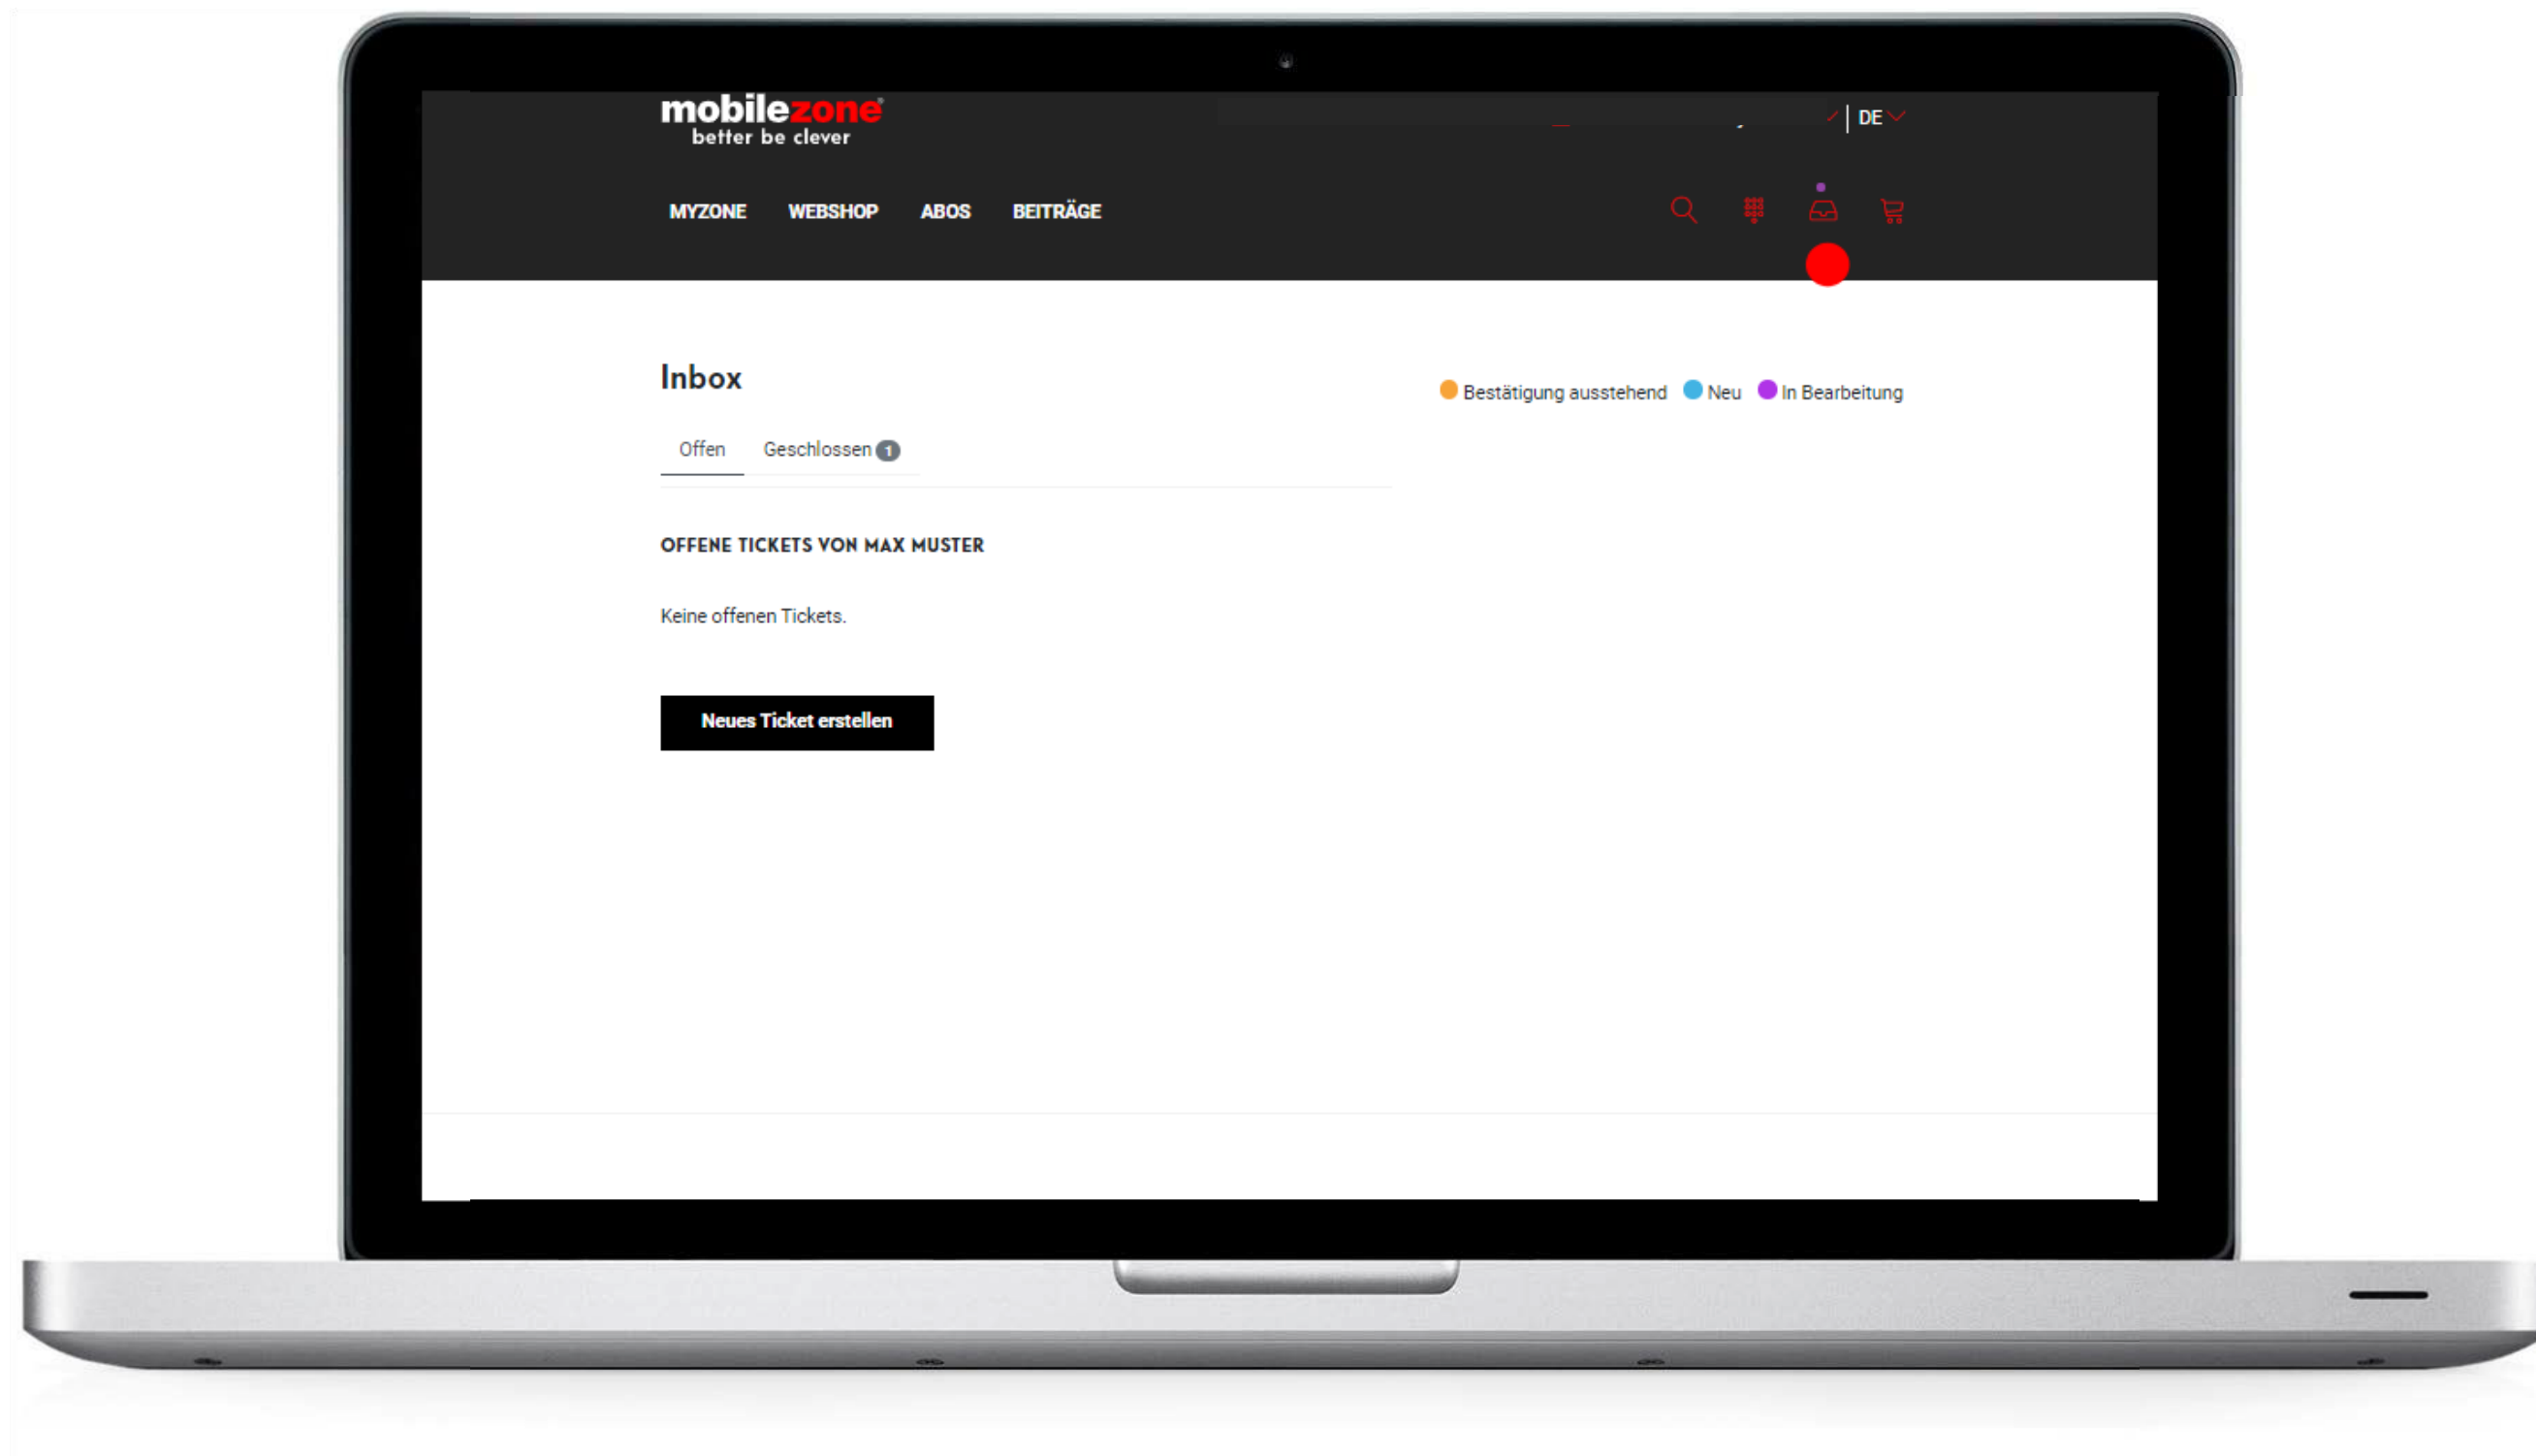 mobilezone
better be clever
DE
MYZONE WEBSHOP ABOS BEITRÄGE
Inbox
Bestätigung ausstehend Neu In Bearbeitung
Offen Geschlossen 1
OFFENE TICKETS VON MAX MUSTER
Keine offenen Tickets.
Neues Ticket erstellen